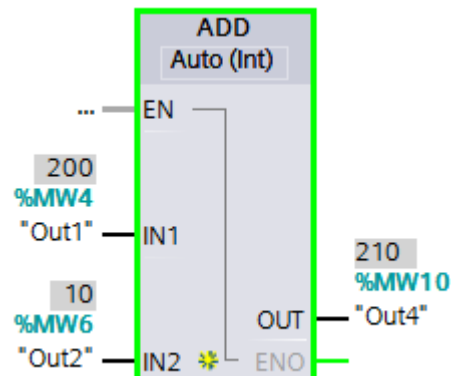 ADD
Auto (Int)
... EN
200
%MW4
"Out1" IN1
210
%MW10
10
%MW6
OUT "Out4"
"Out2" IN2 ENO